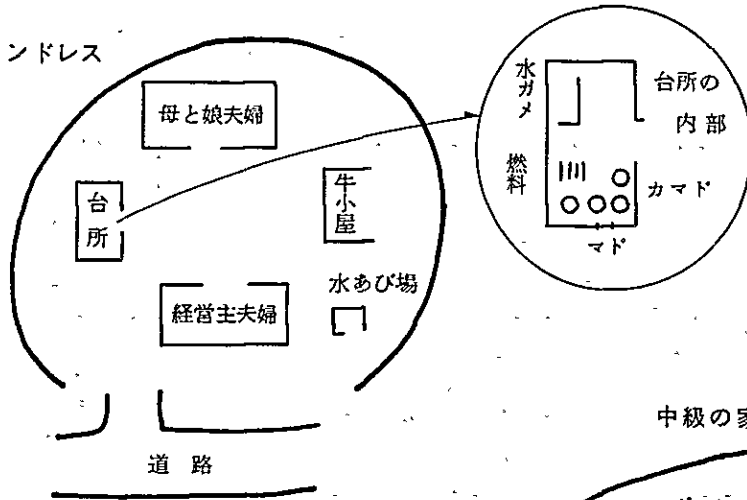 ンドレス
母と娘夫婦
台所
牛小屋
水あび場
経営主夫婦
道路
水ガメ
台所の
内部
燃料
カマド
マド
中級の家